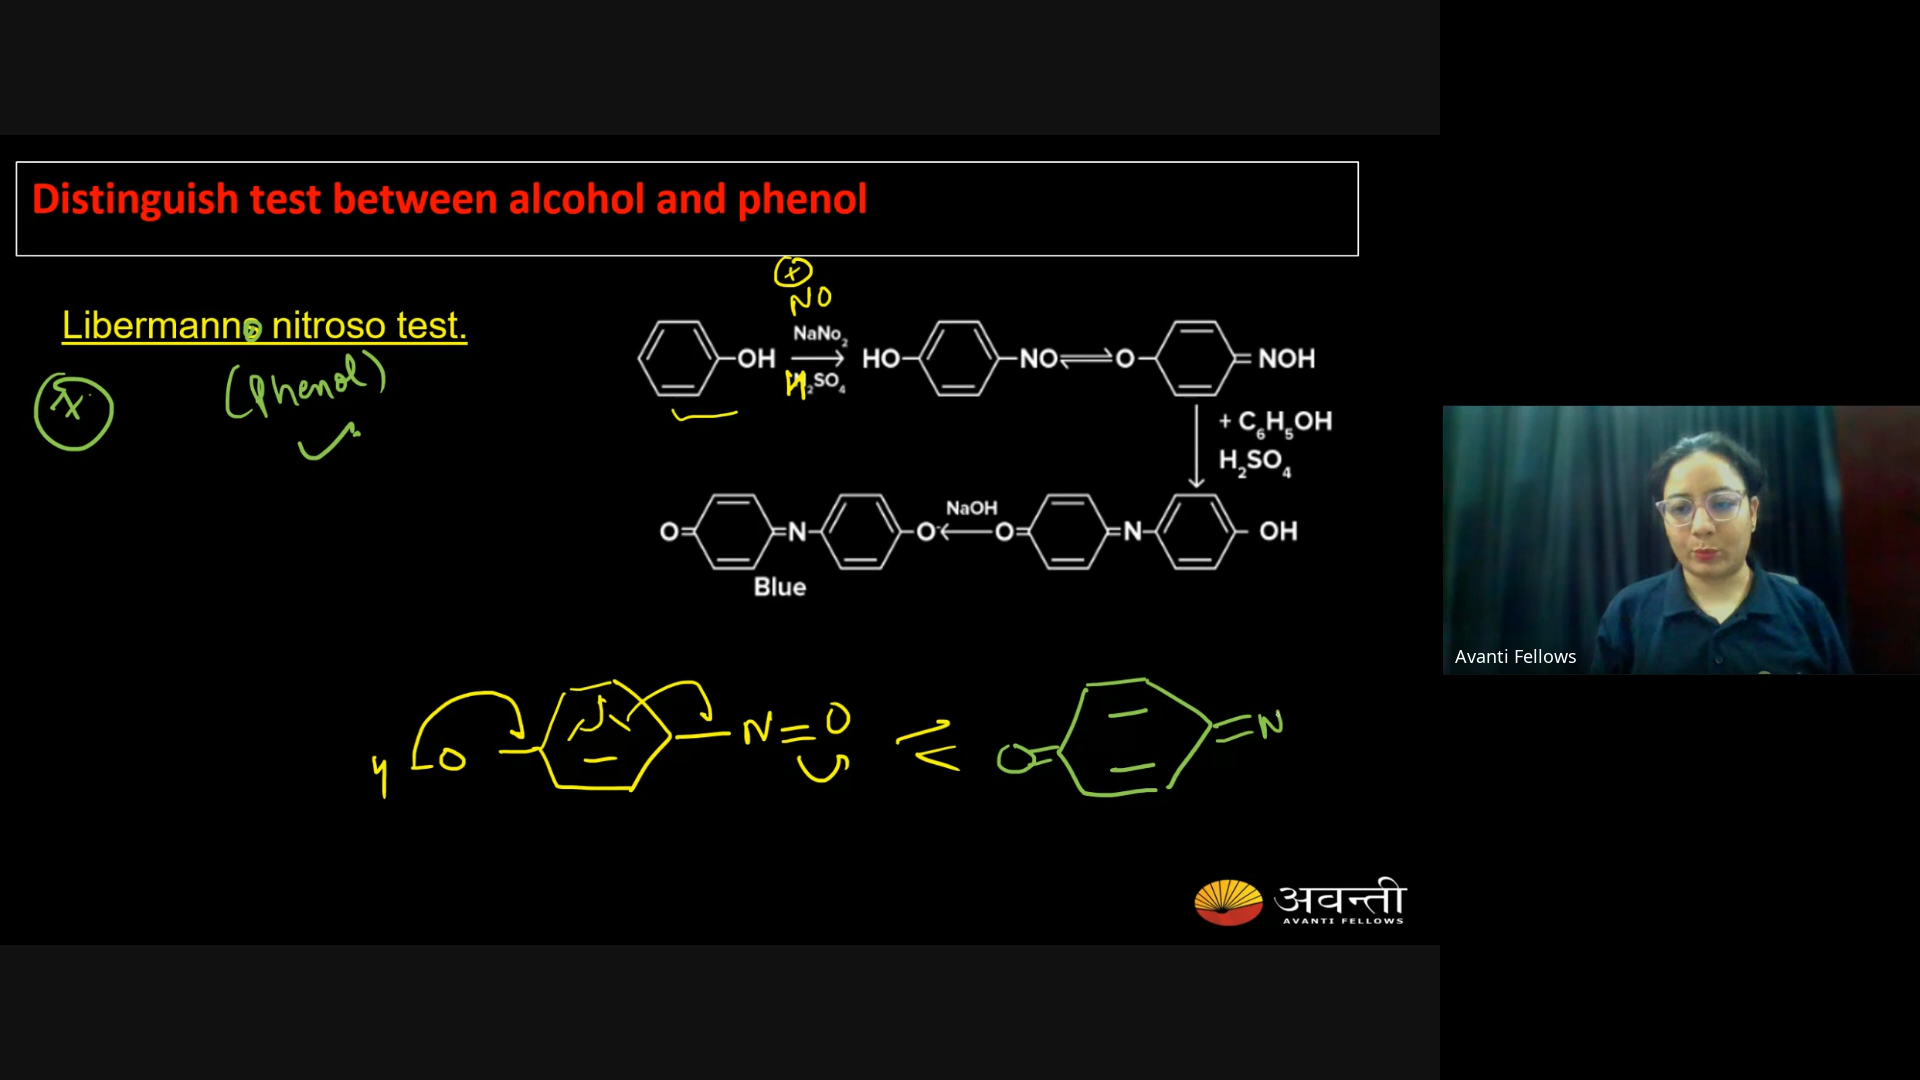 Distinguish test between alcohol and phenol
Libermanns nitroso test.
(Phenol)
+
NO
NaNo2
H2SO4
OH
HO
NO
O
NOH
+ C6H5OH
H2SO4
O
N
O-
NaOH
O
N
OH
Blue
H
O
N
O
O
N
Avanti Fellows
अवन्ती
AVANTI FELLOWS